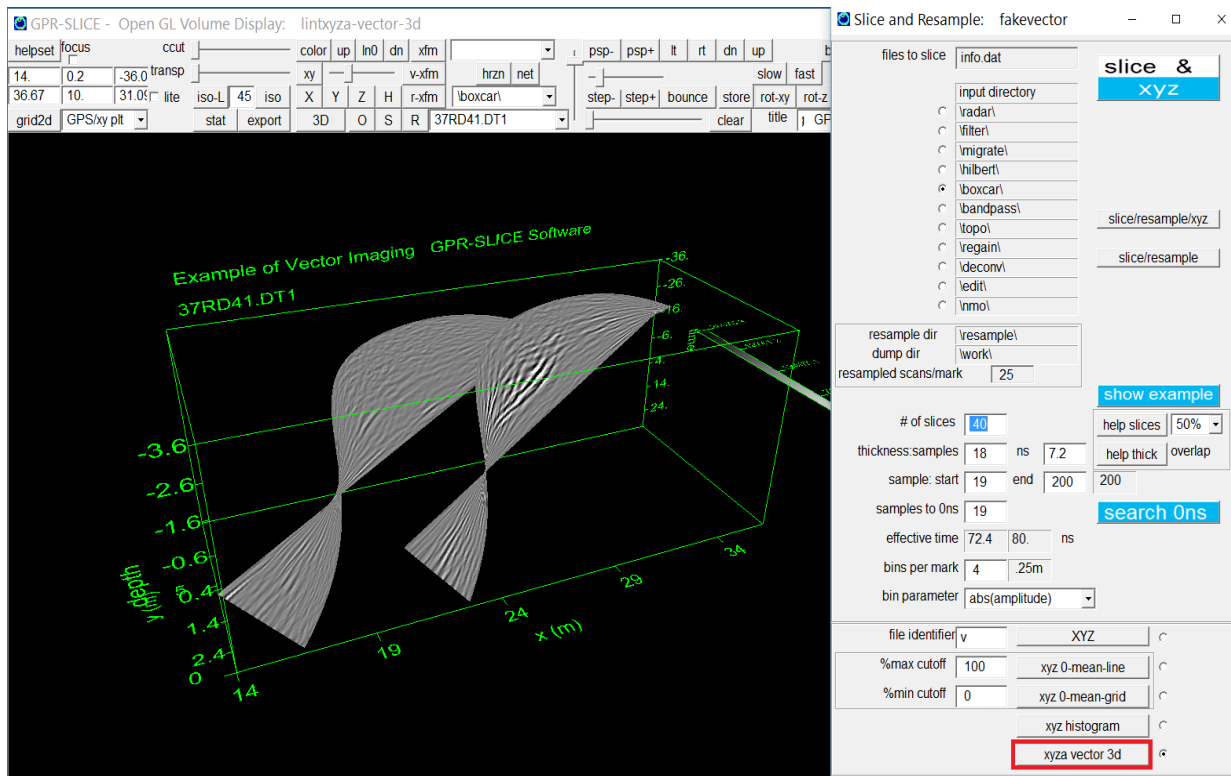 GPR-SLICE - Open GL Volume Display: lintxyza-vector-3d
helpset focus ccut color up ln0 dn xfm psp- psp+ lt rt dn up
14. 0.2 -36.0 transp xy v-xfm hrzn net slow fast
36.67 10. 31.09 lite iso-L 45 iso X Y Z H r-xfm \boxcar\ step- step+ bounce store rot-xy rot-z
grid2d GPS/xy plt stat export 3D O S R 37RD41.DT1 clear title GP
Example of Vector Imaging GPR-SLICE Software
37RD41.DT1
-36.
-26.
-16.
-6.
4.
-14.
-24.
time
-3.6
-2.6
-1.6
-0.6
0.4
1.4
2.4
0
14
19
24
29
34
x (m)
Slice and Resample: fakevector
files to slice info.dat
slice &
xyz
input directory
\radar\
\filter\
\migrate\
\hilbert\
\boxcar\
\bandpass\
\topo\
\regain\
\deconv\
\edit\
\nmo\
slice/resample/xyz
slice/resample
resample dir \resample\
dump dir \work\
resampled scans/mark 25
show example
# of slices 40 help slices 50%
thickness:samples 18 ns 7.2 help thick overlap
sample: start 19 end 200 200
samples to 0ns 19 search 0ns
effective time 72.4 80. ns
bins per mark 4 .25m
bin parameter abs(amplitude)
file identifier v XYZ
%max cutoff 100 xyz 0-mean-line
%min cutoff 0 xyz 0-mean-grid
xyz histogram
xyza vector 3d